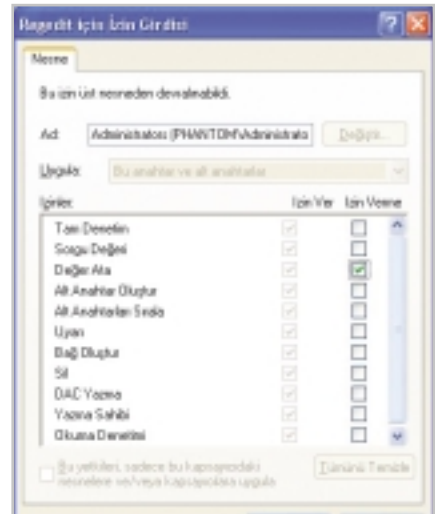 Regedit için İzin Girdisi
Nesne
Bu izin üst nesneden devralınabildi.
Ad: Administrators (PHANTOM\Administrato Değiştir...
Uygula: Bu anahtar ve alt anahtarlar
İzinler: İzin Ver İzin Verme
Tam Denetim
Sorgu Değeri
Değer Ata
Alt Anahtar Oluştur
Alt Anahtarları Sırala
Uyarı
Bağ Oluştur
Sil
DAC Yazma
Yazma Sahibi
Okuma Denetimi
Bu yetkileri, sadece bu kapsayıcıdaki
nesnelere ve/veya kapsayıcılara uygula
Tümünü Temizle